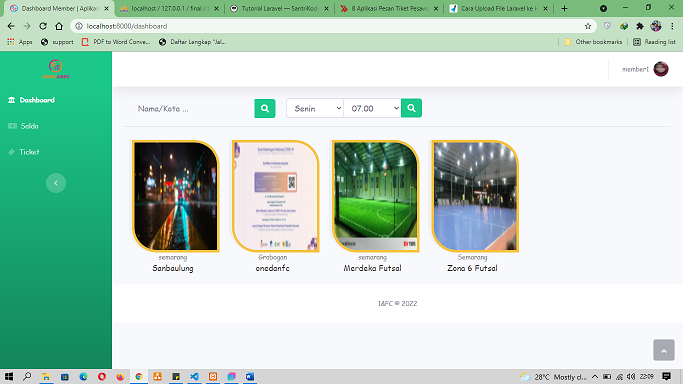 Dashboard Member | Aplikasi
localhost / 127.0.0.1 / final / s
Tutorial Laravel — SantriKod
8 Aplikasi Pesan Tiket Pesawa
Cara Upload File Laravel ke H
localhost:8000/dashboard
Apps support PDF to Word Conve... Daftar Lengkap "Jal...
Other bookmarks Reading list
member1
Dashboard
Saldo
Ticket
Nama/Kota ...
Senin 07.00
semarang Grobogan semarang Semarang
Sanbaulung onedanfc Merdeka Futsal Zona 6 Futsal
IAFC @ 2022
28°C Mostly cl... 22:09